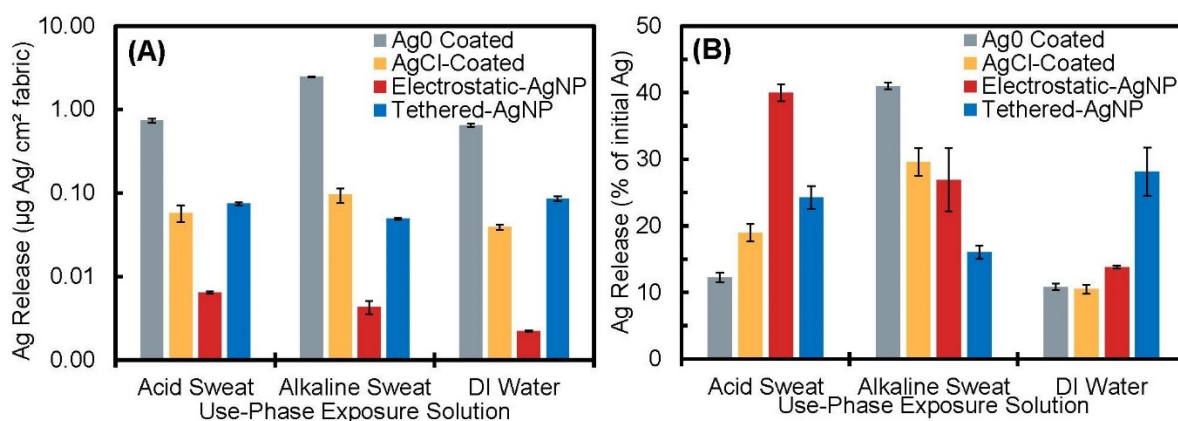 (A)
Ag Release (µg Ag/ cm² fabric)
10.00
1.00
0.10
0.01
0.00
Ag0 Coated
AgCl-Coated
Electrostatic-AgNP
Tethered-AgNP
Acid Sweat
Alkaline Sweat
DI Water
Use-Phase Exposure Solution
(B)
Ag Release (% of initial Ag)
50
40
30
20
10
0
Ag0 Coated
AgCl-Coated
Electrostatic-AgNP
Tethered-AgNP
Acid Sweat
Alkaline Sweat
DI Water
Use-Phase Exposure Solution